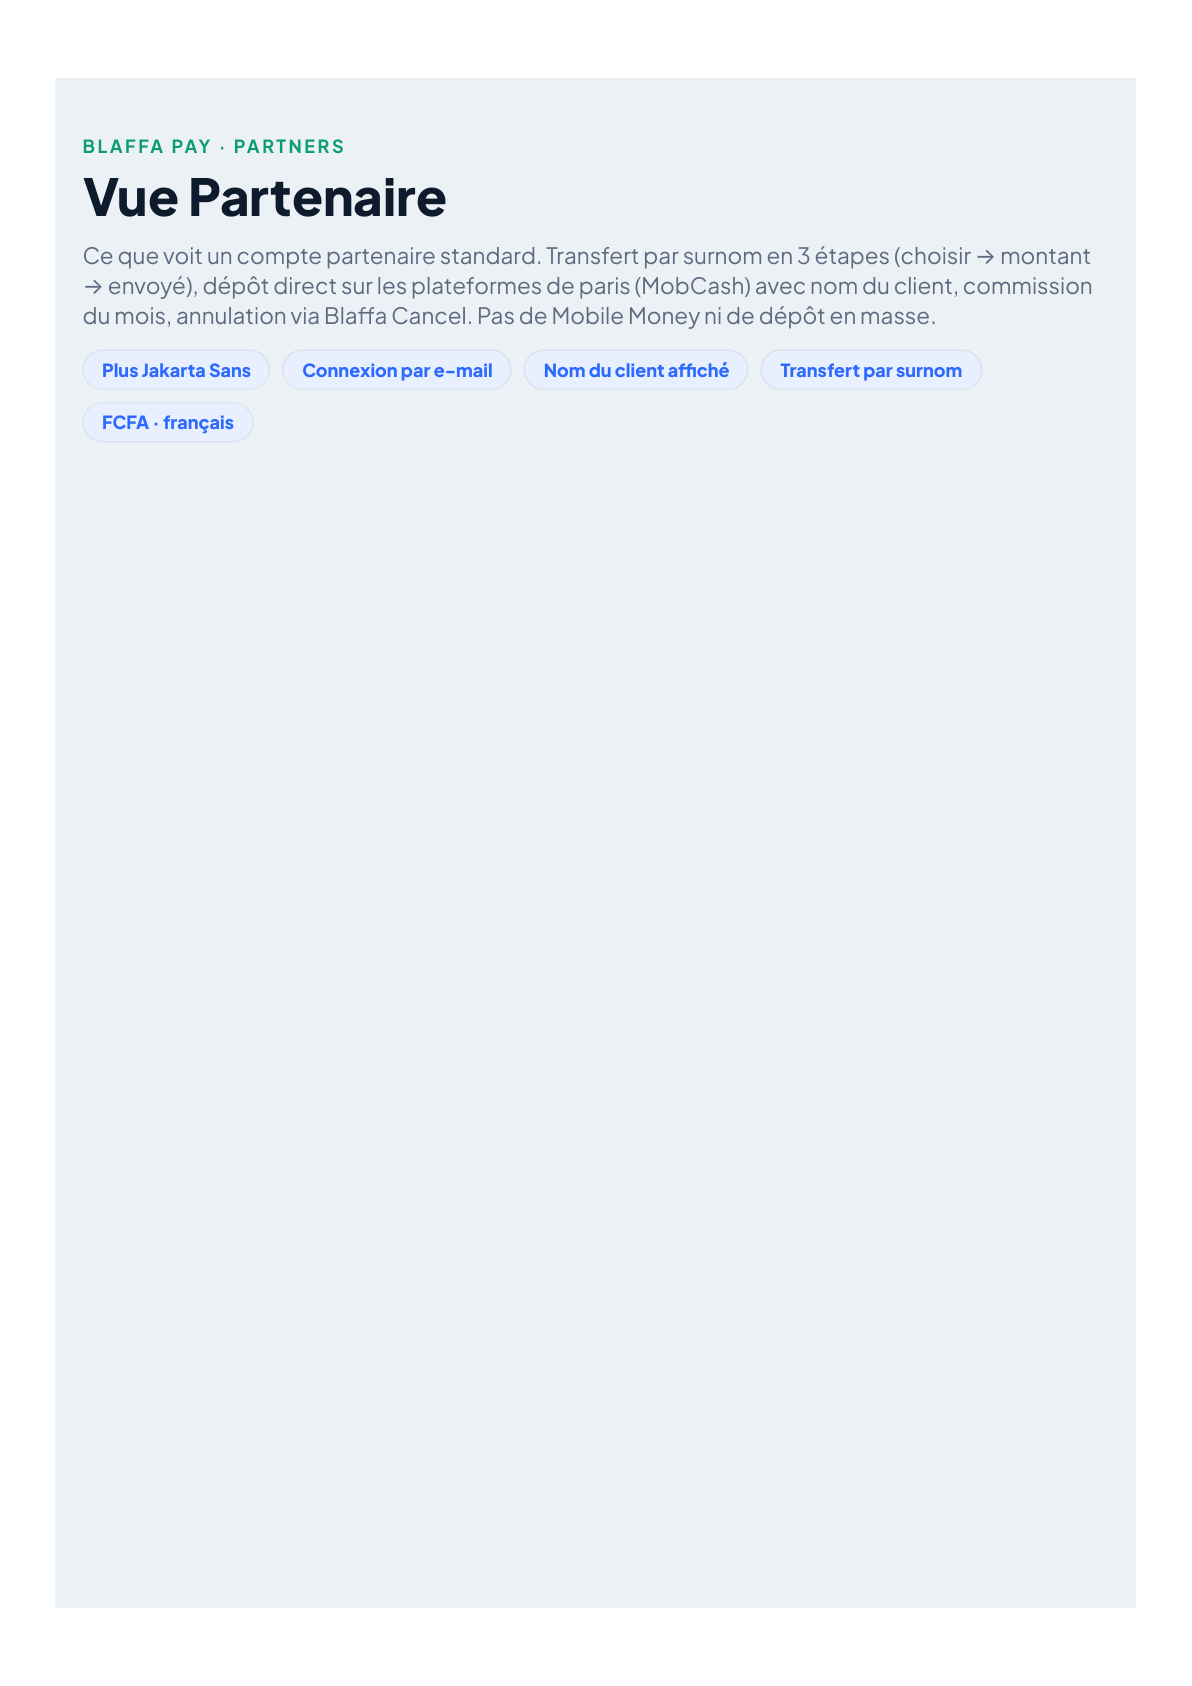 BLAFFA PAY · PARTNERS
Vue Partenaire
Ce que voit un compte partenaire standard. Transfert par surnom en 3 étapes (choisir → montant
→ envoyé), dépôt direct sur les plateformes de paris (MobCash) avec nom du client, commission
du mois, annulation via Blaffa Cancel. Pas de Mobile Money ni de dépôt en masse.
Plus Jakarta Sans Connexion par e-mail Nom du client affiché Transfert par surnom
FCFA · français